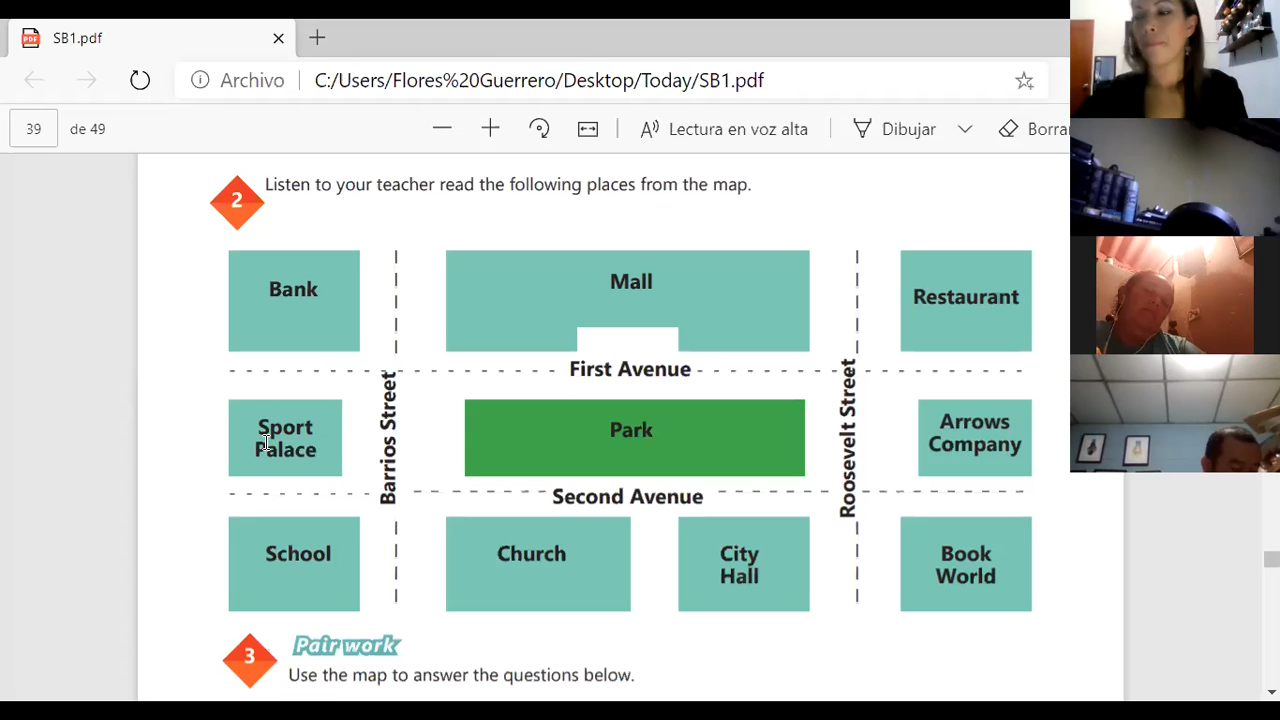 SB1.pdf
Archivo
C:/Users/Flores%20Guerrero/Desktop/Today/SB1.pdf
39
de 49
Lectura en voz alta
Dibujar
Borrar
2
Listen to your teacher read the following places from the map.
Bank
Mall
Restaurant
First Avenue
Barrios Street
Roosevelt Street
Sport
Palace
Park
Arrows
Company
Second Avenue
School
Church
City
Hall
Book
World
3
Pair work
Use the map to answer the questions below.